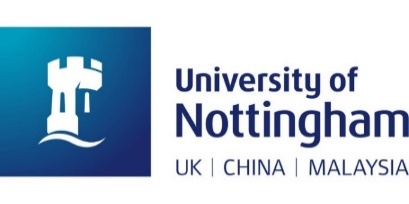 University of
Nottingham
UK | CHINA | MALAYSIA